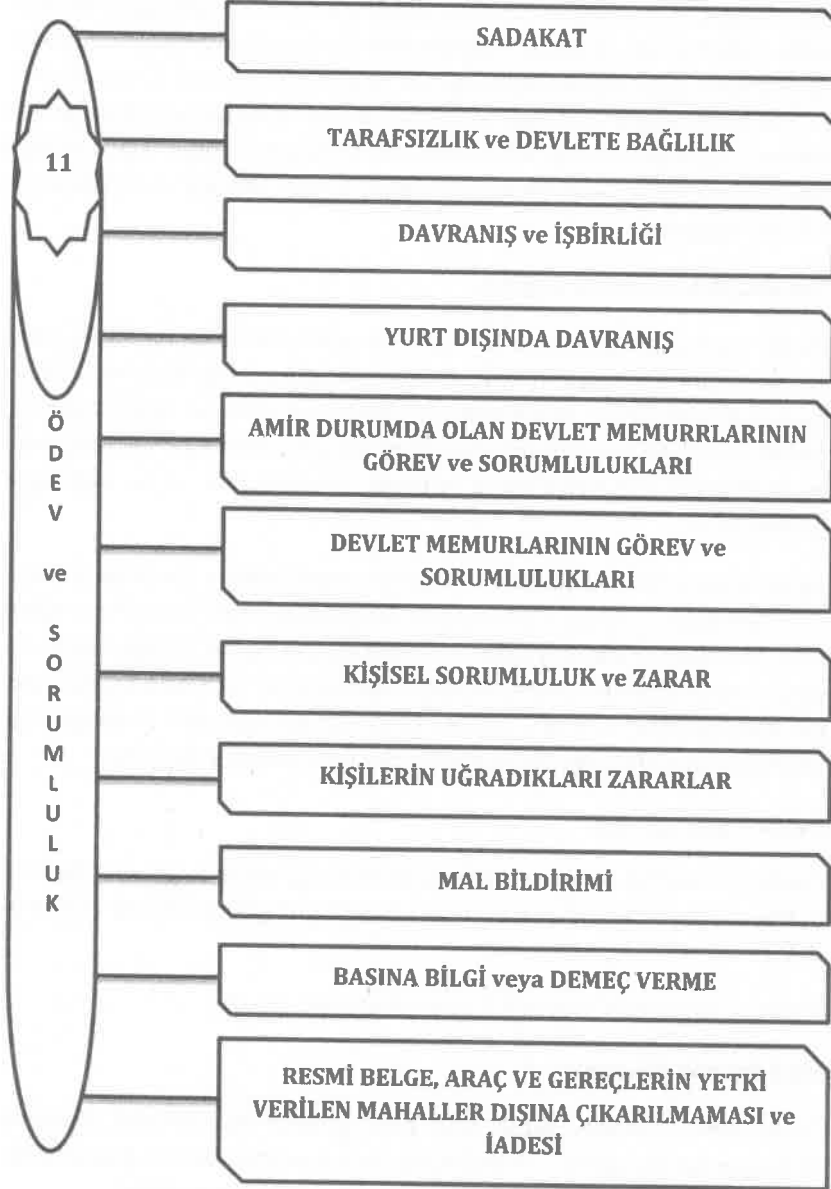 SADAKAT
11
TARAFSIZLIK ve DEVLETE BAĞLILIK
DAVRANIŞ ve İŞBİRLİĞİ
YURT DIŞINDA DAVRANIŞ
AMİR DURUMDA OLAN DEVLET MEMURRLARININ
GÖREV ve SORUMLULUKLARI
DEVLET MEMURLARININ GÖREV ve
SORUMLULUKLARI
KİŞİSEL SORUMLULUK ve ZARAR
KİŞİLERİN UĞRADIKLARI ZARARLAR
MAL BİLDİRİMİ
BASINA BİLGİ veya DEMEÇ VERME
RESMİ BELGE, ARAÇ VE GEREÇLERİN YETKİ
VERİLEN MAHALLER DIŞINA ÇIKARILMAMASI ve
İADESİ
Ö
D
E
V
ve
S
O
R
U
M
L
U
L
U
K